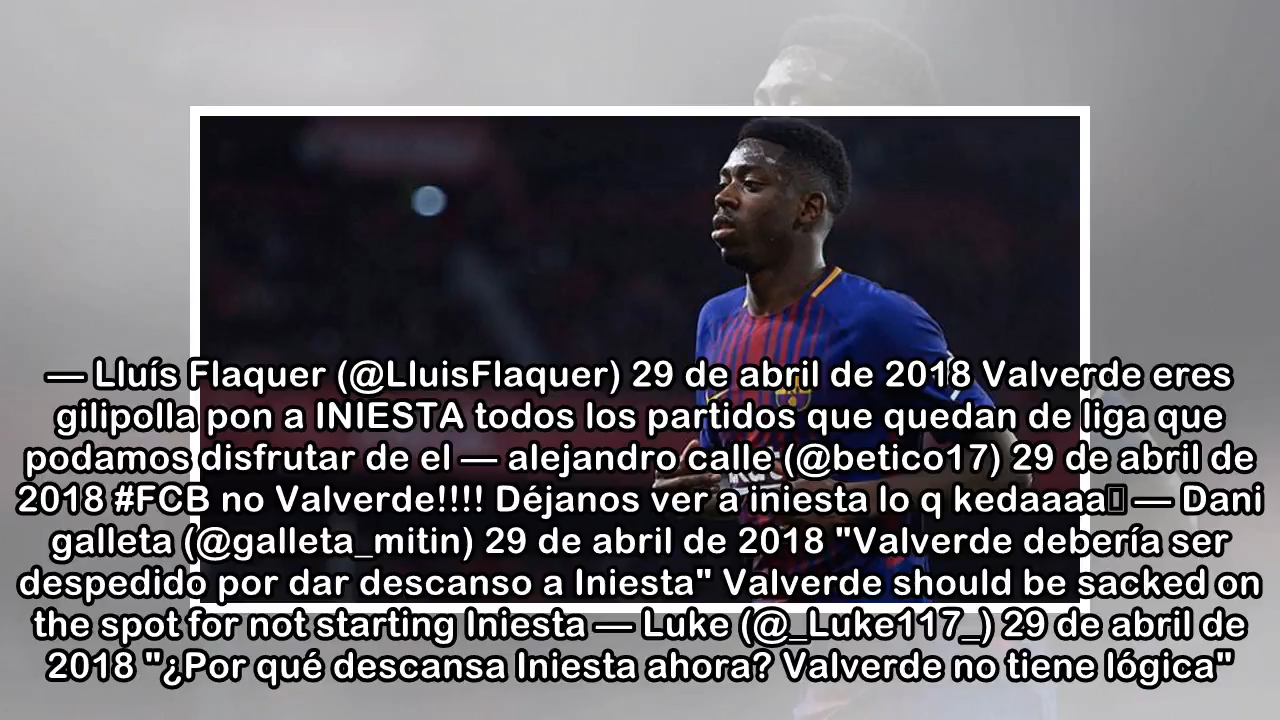 — Lluís Flaquer (@LluisFlaquer) 29 de abril de 2018 Valverde eres
gilipolla pon a INIESTA todos los partidos que quedan de liga que
podamos disfrutar de el — alejandro calle (@betico17) 29 de abril de
2018 #FCB no Valverde!!!! Déjanos ver a iniesta lo q kedaaaa — Dani
galleta (@galleta_mitin) 29 de abril de 2018 "Valverde debería ser
despedido por dar descanso a Iniesta" Valverde should be sacked on
the spot for not starting Iniesta — Luke (@_Luke117_) 29 de abril de
2018 "¿Por qué descansa Iniesta ahora? Valverde no tiene lógica"